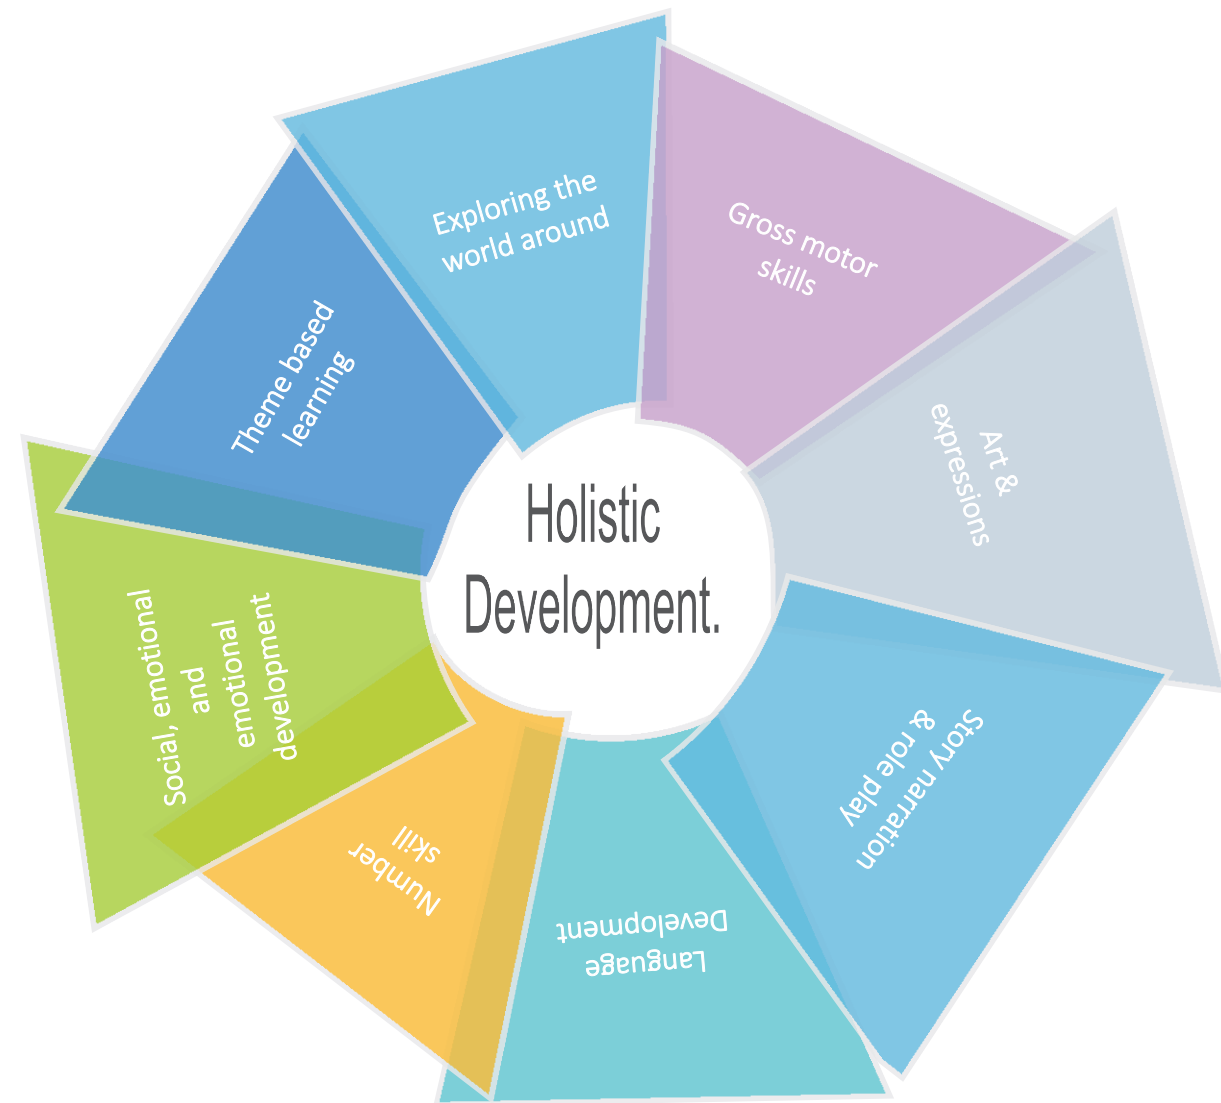 Exploring the
world around
Gross motor
skills
Art &
expressions
Story narration
& role play
Language
Development
Number
skill
Social, emotional
and
emotional
development
Theme based
learning
Holistic
Development.